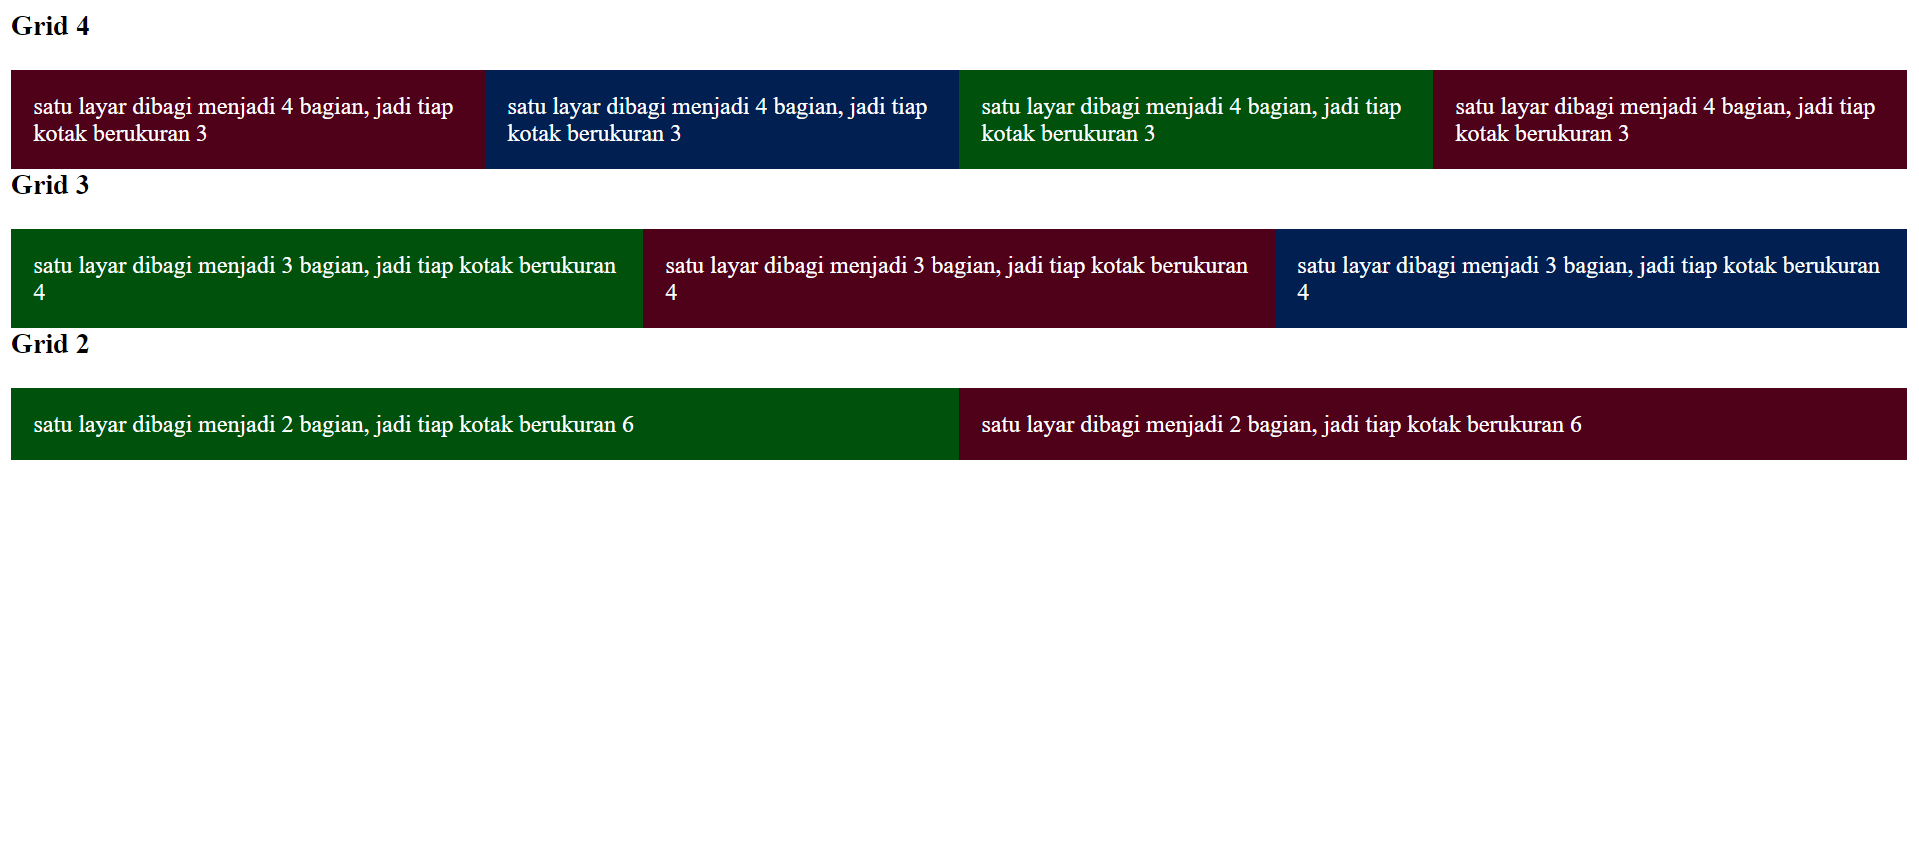 Grid 4
satu layar dibagi menjadi 4 bagian, jadi tiap
kotak berukuran 3
satu layar dibagi menjadi 4 bagian, jadi tiap
kotak berukuran 3
satu layar dibagi menjadi 4 bagian, jadi tiap
kotak berukuran 3
satu layar dibagi menjadi 4 bagian, jadi tiap
kotak berukuran 3
Grid 3
satu layar dibagi menjadi 3 bagian, jadi tiap kotak berukuran
4
satu layar dibagi menjadi 3 bagian, jadi tiap kotak berukuran
4
satu layar dibagi menjadi 3 bagian, jadi tiap kotak berukuran
4
Grid 2
satu layar dibagi menjadi 2 bagian, jadi tiap kotak berukuran 6
satu layar dibagi menjadi 2 bagian, jadi tiap kotak berukuran 6